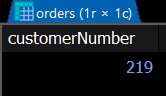 orders (1r × 1c)
customerNumber
219